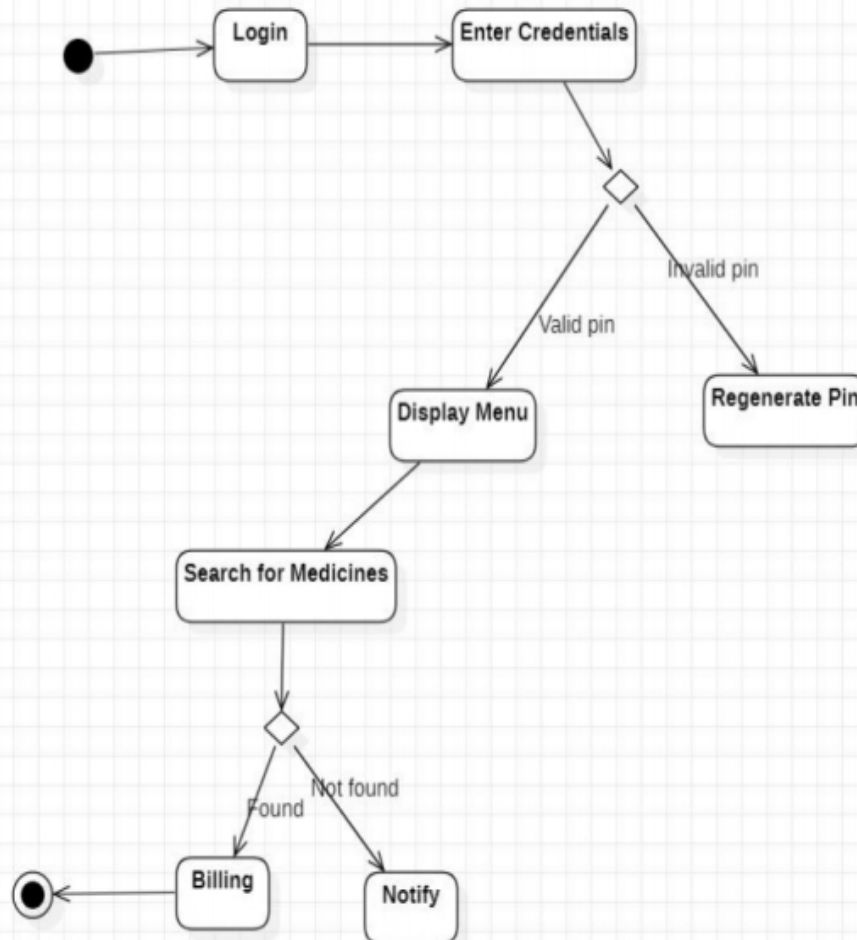 Login
Enter Credentials
Invalid pin
Valid pin
Display Menu
Regenerate Pin
Search for Medicines
Not found
Found
Billing
Notify